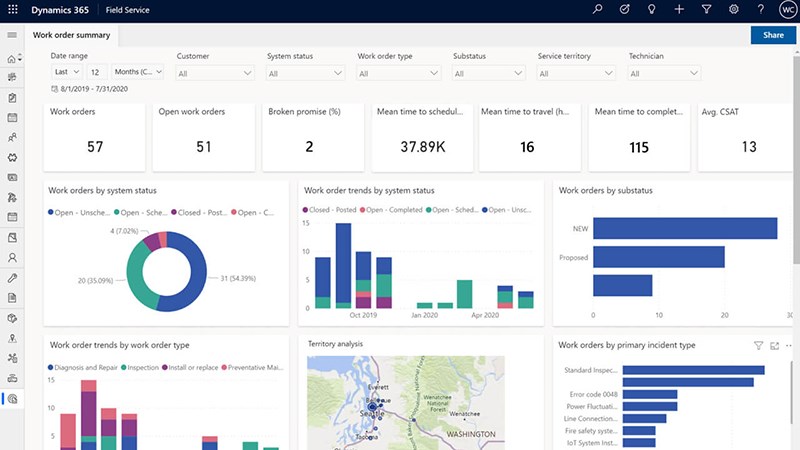 Dynamics 365 Field Service WC
Work order summary Share
Date range Customer System status Work order type Substatus Service territory Technician
Last 12 Months (C... All All All All All All
8/1/2019 - 7/31/2020
Work orders Open work orders Broken promise (%) Mean time to schedul... Mean time to travel (h... Mean time to complet... Avg. CSAT
57 51 2 37.89K 16 115 13
Work orders by system status
Open - Unsche... Open - Sche... Closed - Post... Open - C...
4 (7.02%)
20 (35.09%)
31 (54.39%)
Work order trends by system status
Closed - Posted Open - Completed Open - Sched... Open - Unsc...
15
10
5
0
Oct 2019 Jan 2020 Apr 2020
Work orders by substatus
NEW
Proposed
0 10 20 30
Work order trends by work order type
Diagnosis and Repair Inspection Install or replace Preventative Mai...
15
10
5
Territory analysis
Everett
Bellevue
Seattle
Tacoma
Wenatchee
National
Forest
Wenatchee
WASHINGTON
Work orders by primary incident type
Standard Inspec...
Error code 0048
Power Fluctuati...
Line Connection...
Fire safety syste...
IoT System Inst...